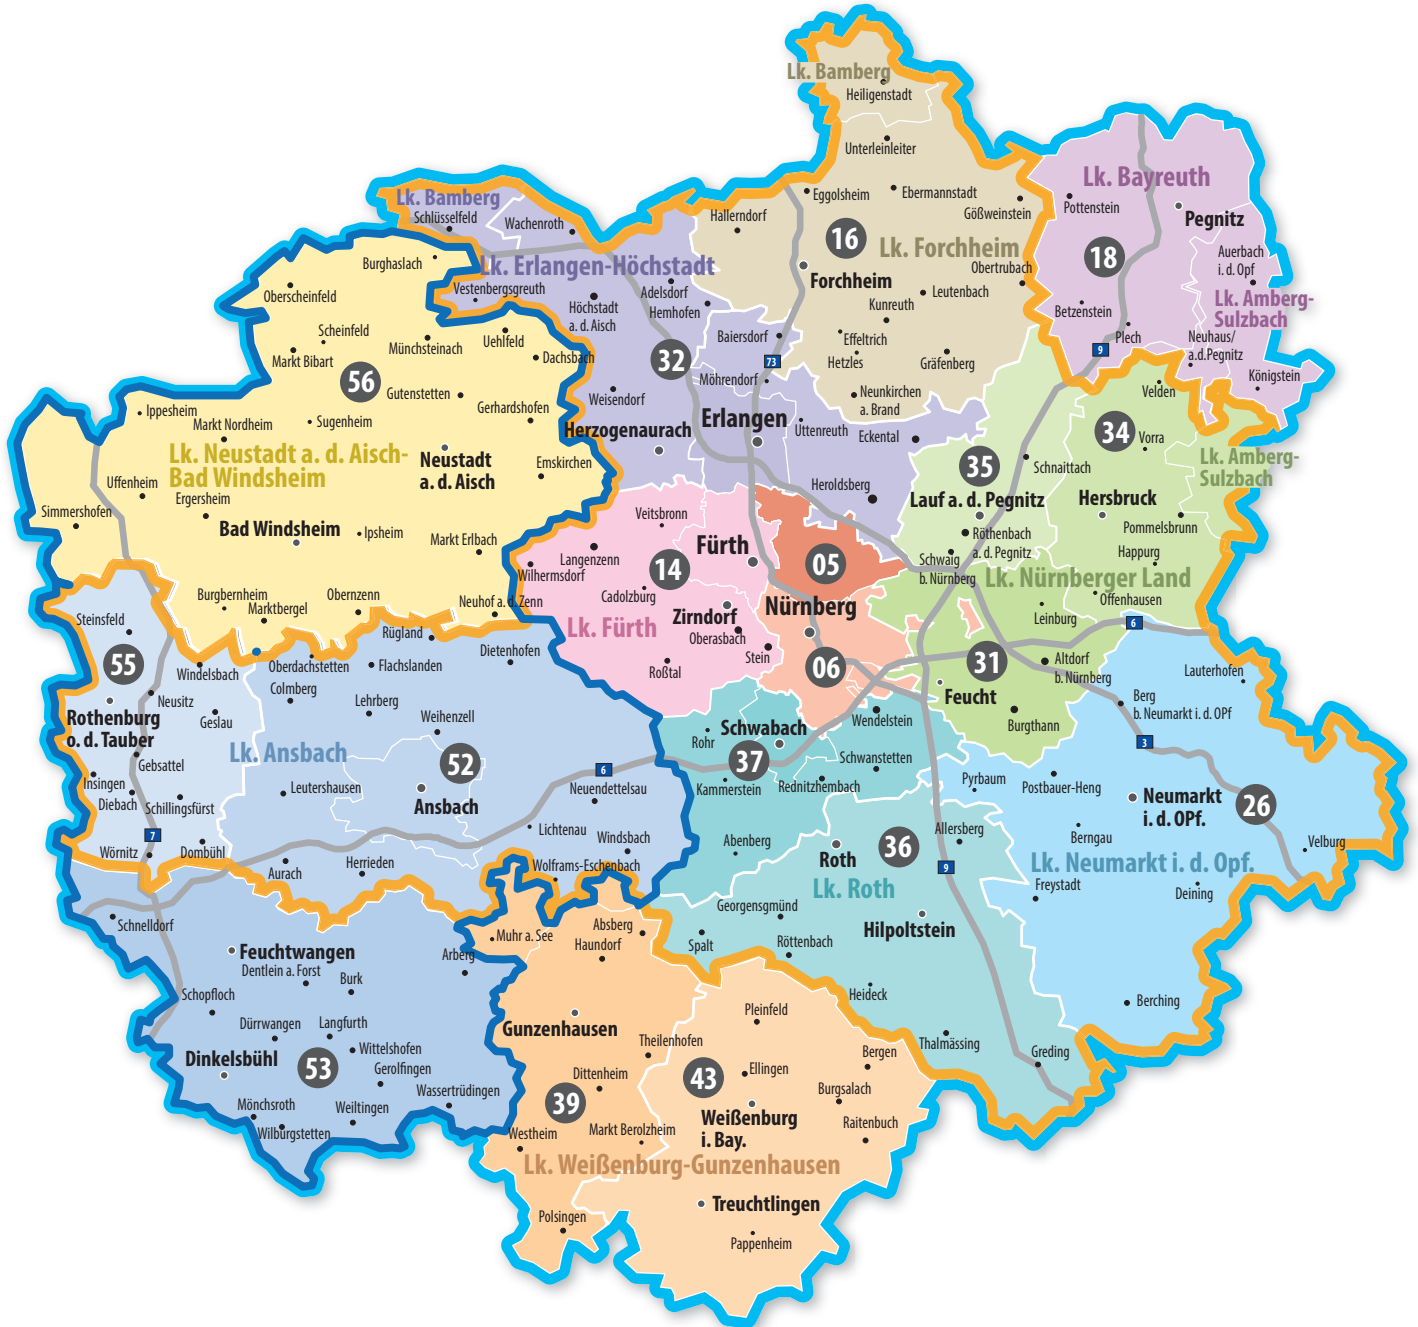 Lk. Bamberg
Heiligenstadt
Unterleinleiter
Eggolsheim
Ebermannstadt
Gößweinstein
Hallerndorf
16
Lk. Forchheim
Forchheim
Obertrubach
Leutenbach
Kunreuth
Effeltrich
Hetzles
Gräfenberg
Neunkirchen
a. Brand
Lk. Bayreuth
Pottenstein
Pegnitz
18
Auerbach
i. d. Opf
Lk. Amberg-
Sulzbach
Betzenstein
Plech
9
Neuhaus/
a.d.Pegnitz
Königstein
Lk. Bamberg
Schlüsselfeld
Wachenroth
Lk. Erlangen-Höchstadt
Vestenbergsgreuth
Höchstadt
a. d. Aisch
Adelsdorf
Hemhofen
Baiersdorf
32
73
Möhrendorf
Weisendorf
Erlangen
Herzogenaurach
Uttenreuth
Eckental
Heroldsberg
Burghaslach
Oberscheinfeld
Scheinfeld
Markt Bibart
Münchsteinach
Uehlfeld
Dachsbach
56
Gutenstetten
Gerhardshofen
Ippesheim
Markt Nordheim
Sugenheim
Lk. Neustadt a. d. Aisch-
Bad Windsheim
Neustadt
a. d. Aisch
Emskirchen
Uffenheim
Ergersheim
Simmershofen
Bad Windsheim
Ipsheim
Markt Erlbach
Burgbernheim
Marktbergel
Obernzenn
Neuhof a. d. Zenn
Velden
34
Vorra
Lk. Amberg-
Sulzbach
35
Schnaittach
Lauf a. d. Pegnitz
Hersbruck
Pommelsbrunn
Röthenbach
a. d. Pegnitz
Happurg
Schwaig
b. Nürnberg
Lk. Nürnberger Land
Offenhausen
Leinburg
6
31
Altdorf
b. Nürnberg
Feucht
Burgthann
Veitsbronn
Langenzenn
Wilhermsdorf
Fürth
14
Cadolzburg
Zirndorf
Lk. Fürth
Oberasbach
Stein
Roßtal
05
Nürnberg
06
Steinsfeld
55
Windelsbach
Rothenburg
o. d. Tauber
Neusitz
Geslau
Gebsattel
Insingen
Diebach
Schillingsfürst
7
Wörnitz
Dombühl
Rügland
Oberdachstetten
Flachslanden
Dietenhofen
Colmberg
Lehrberg
Weihenzell
Lk. Ansbach
52
Leutershausen
Ansbach
6
Neuendettelsau
Lichtenau
Windsbach
Aurach
Herrieden
Wolframs-Eschenbach
Schwabach
Rohr
37
Wendelstein
Schwanstetten
Kammerstein
Rednitzhembach
Abenberg
Roth
36
Allersberg
9
Lk. Roth
Georgensgmünd
Hilpoltstein
Spalt
Röttenbach
Heideck
Thalmässing
Greding
Lauterhofen
Berg
b. Neumarkt i. d. OPf
3
Pyrbaum
Postbauer-Heng
Neumarkt
i. d. OPf.
26
Berngau
Velburg
Lk. Neumarkt i. d. Opf.
Freystadt
Deining
Berching
Schnelldorf
Feuchtwangen
Dentlein a. Forst
Burk
Arberg
Schopfloch
Dürrwangen
Langfurth
Wittelshofen
Dinkelsbühl
53
Gerolfingen
Wassertrüdingen
Mönchsroth
Weiltingen
Wilburgstetten
Muhr a. See
Absberg
Haundorf
Gunzenhausen
Theilenhofen
Dittenheim
39
Markt Berolzheim
Westheim
Polsingen
Pleinfeld
Bergen
43
Ellingen
Burgsalach
Weißenburg
i. Bay.
Raitenbuch
Lk. Weißenburg-Gunzenhausen
Treuchtlingen
Pappenheim